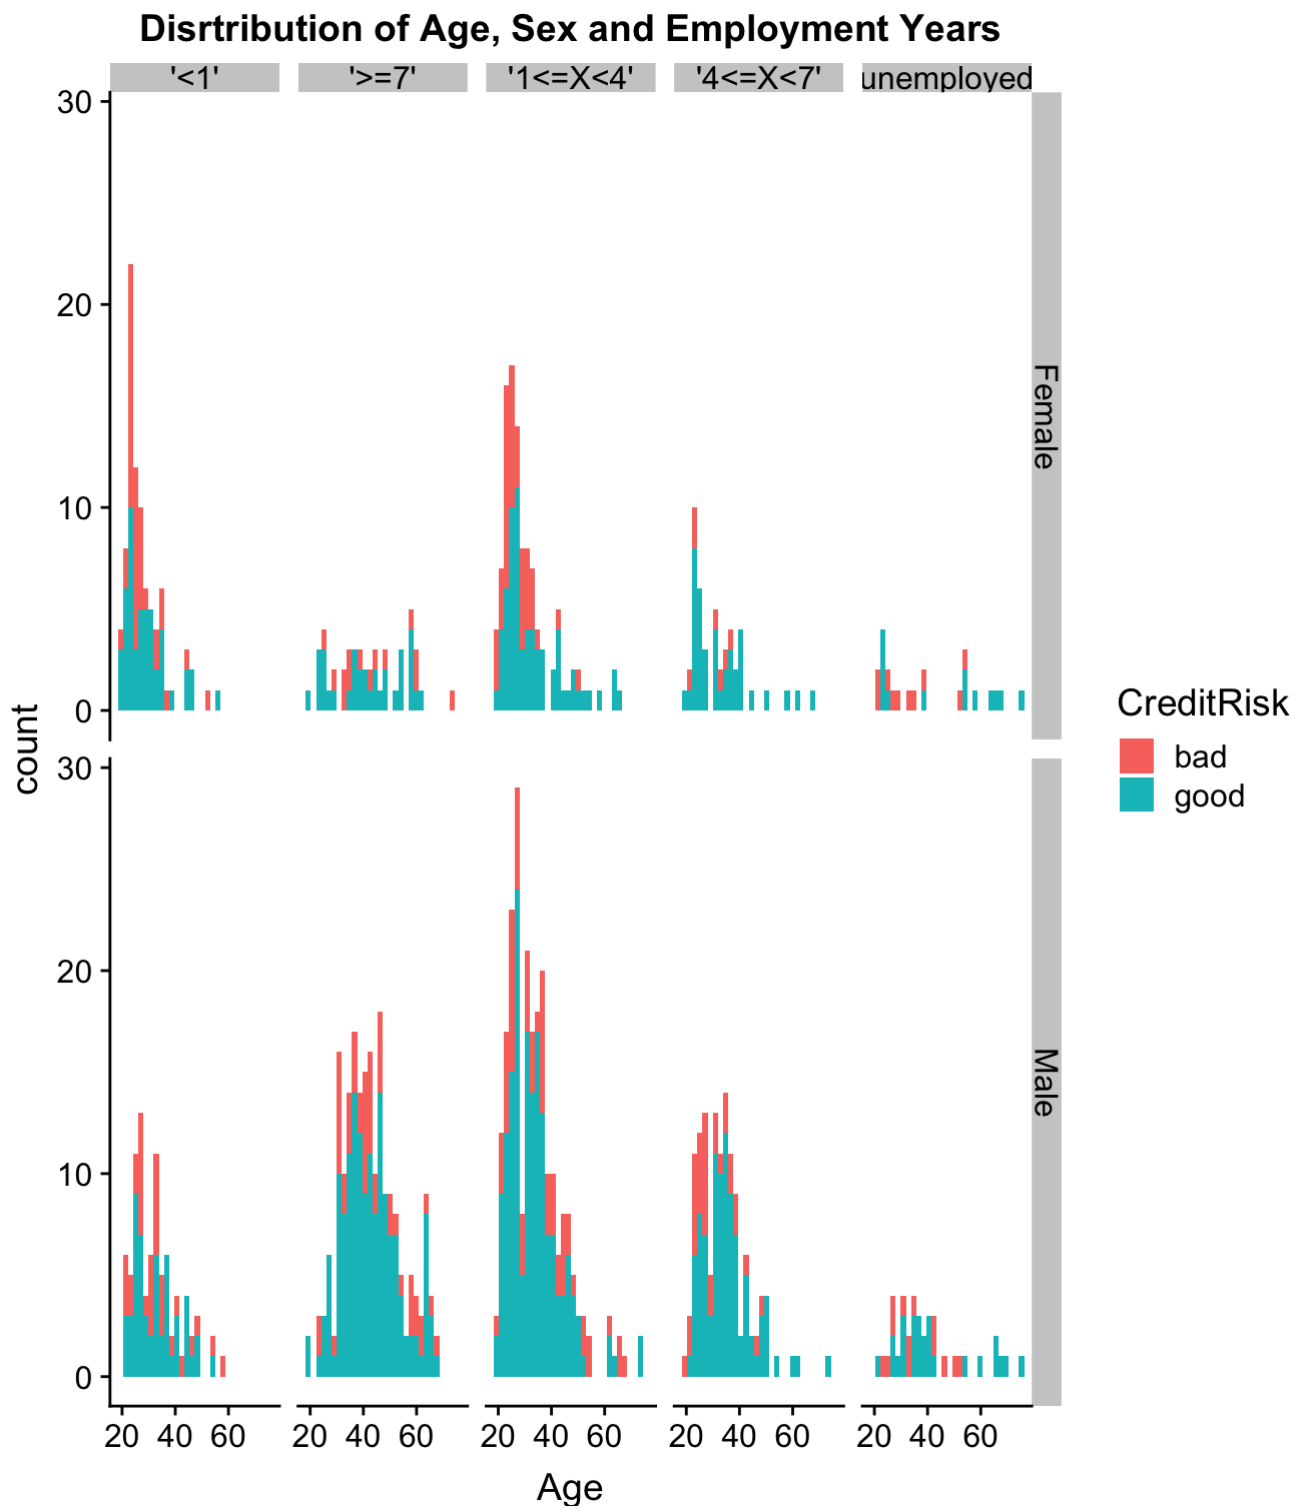 Disrtribution of Age, Sex and Employment Years
'<1' '>=7' '1<=X<4' '4<=X<7' unemployed
30
20
10
0
Female
count
30
20
10
0
Male
20 40 60 20 40 60 20 40 60 20 40 60 20 40 60
Age
CreditRisk
bad
good